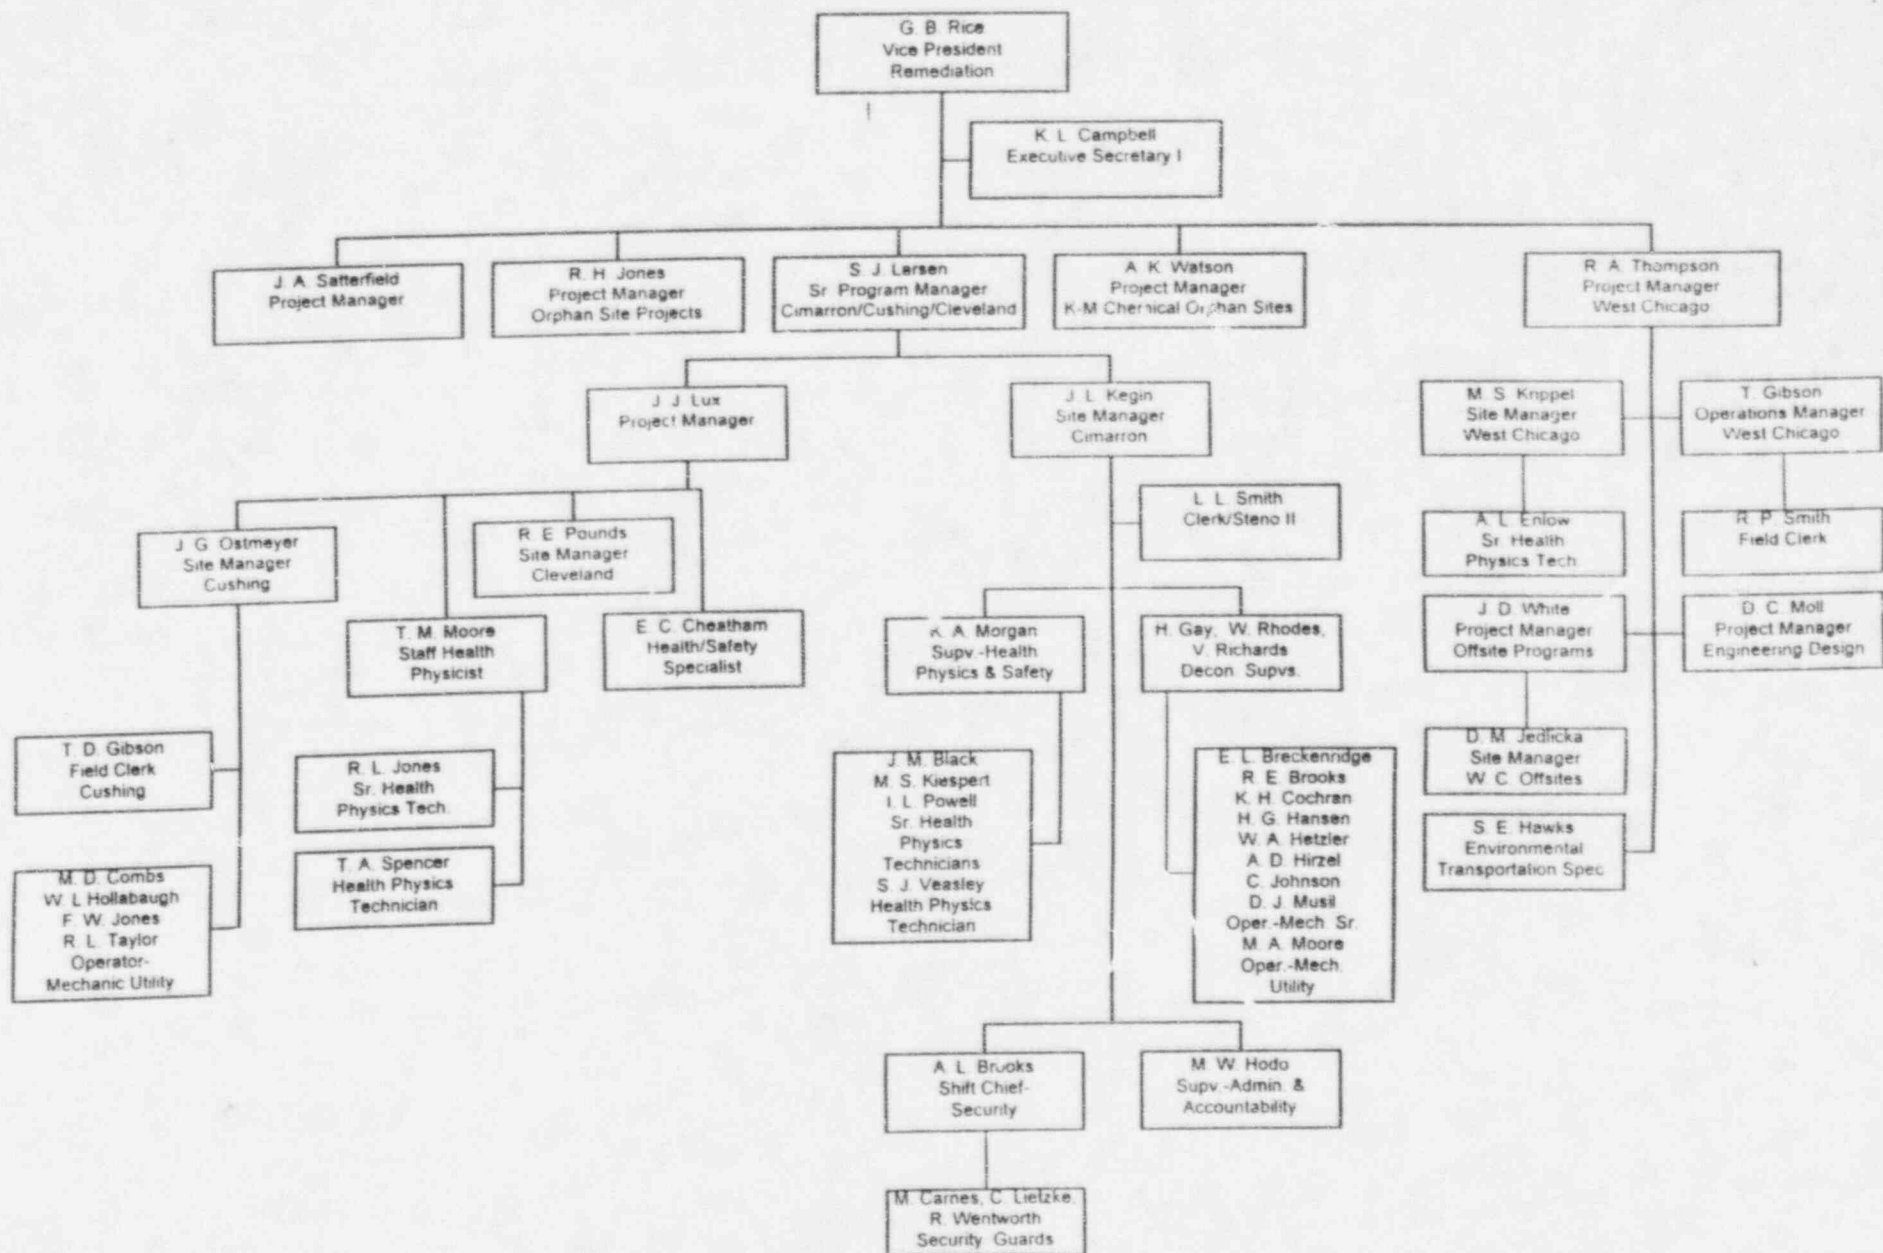 G. B. Rice
Vice President
Remediation
K. L. Campbell
Executive Secretary I
J. A. Satterfield
Project Manager
R. H. Jones
Project Manager
Orphan Site Projects
S. J. Larsen
Sr. Program Manager
Cimarron/Cushing/Cleveland
A. K. Watson
Project Manager
K-M Chemical Orphan Sites
R. A. Thompson
Project Manager
West Chicago
J. J. Lux
Project Manager
J. L. Kegin
Site Manager
Cimarron
M. S. Krippel
Site Manager
West Chicago
T. Gibson
Operations Manager
West Chicago
L. L. Smith
Clerk/Steno II
A. L. Enlow
Sr. Health
Physics Tech.
R. P. Smith
Field Clerk
J. G. Ostmeyer
Site Manager
Cushing
R. E. Pounds
Site Manager
Cleveland
T. M. Moore
Staff Health
Physicist
E. C. Cheatham
Health/Safety
Specialist
K. A. Morgan
Supv.-Health
Physics & Safety
H. Gay, W. Rhodes,
V. Richards
Decon. Supvs.
J. D. White
Project Manager
Offsite Programs
D. C. Moll
Project Manager
Engineering Design
T. D. Gibson
Field Clerk
Cushing
R. L. Jones
Sr. Health
Physics Tech.
J. M. Black
M. S. Kiespert
I. L. Powell
Sr. Health
Physics
Technicians
S. J. Veasley
Health Physics
Technician
E. L. Breckenridge
R. E. Brooks
K. H. Cochran
H. G. Hansen
W. A. Hetzler
A. D. Hirzel
C. Johnson
D. J. Musil
Oper.-Mech. Sr.
M. A. Moore
Oper.-Mech.
Utility
D. M. Jedlicka
Site Manager
W. C. Offsites
S. E. Hawks
Environmental
Transportation Spec.
M. D. Combs
W. L Hollabaugh
F. W. Jones
R. L. Taylor
Operator-
Mechanic Utility
T. A. Spencer
Health Physics
Technician
A. L. Brooks
Shift Chief-
Security
M. W. Hodo
Supv.-Admin. &
Accountability
M. Carnes, C. Lietzke,
R. Wentworth
Security Guards